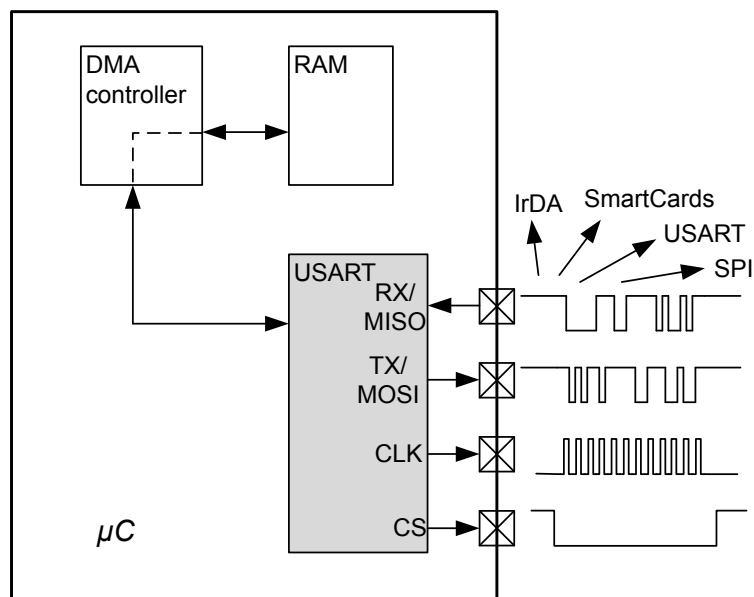 DMA
controller
RAM
IrDA
SmartCards
USART
SPI
USART
RX/
MISO
TX/
MOSI
CLK
CS
µC